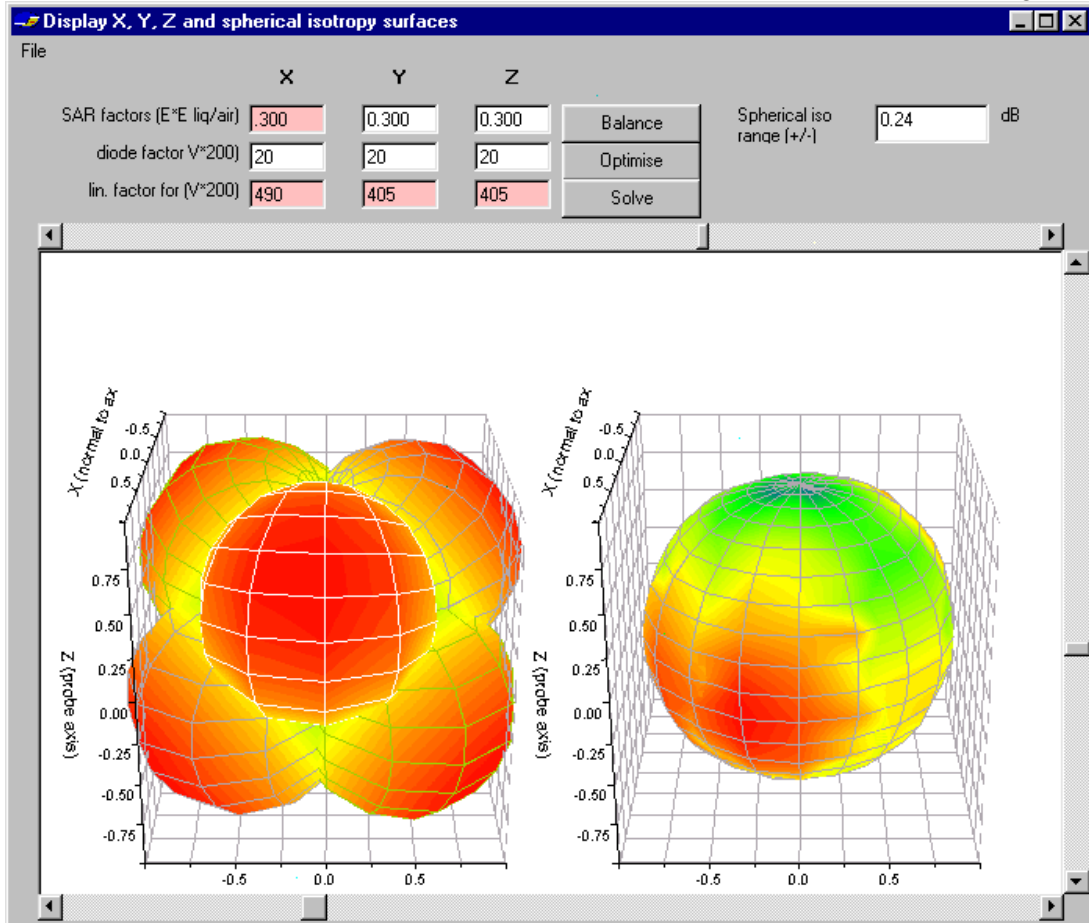 Display X, Y, Z and spherical isotropy surfaces
File
X Y Z
SAR factors (E*E liq/air) .300 0.300 0.300 Balance Spherical iso range (+/-) 0.24 dB
diode factor V*200) 20 20 20 Optimise
lin. factor for (V*200) 490 405 405 Solve
X (normal to ax
-0.5
0.0
0.5
0.75
0.50
0.25
0.00
-0.25
-0.50
-0.75
Z (probe axis)
-0.5 0.0 0.5
X (normal to ax
-0.5
0.0
0.5
0.75
0.50
0.25
0.00
-0.25
-0.50
-0.75
Z (probe axis)
-0.5 0.0 0.5